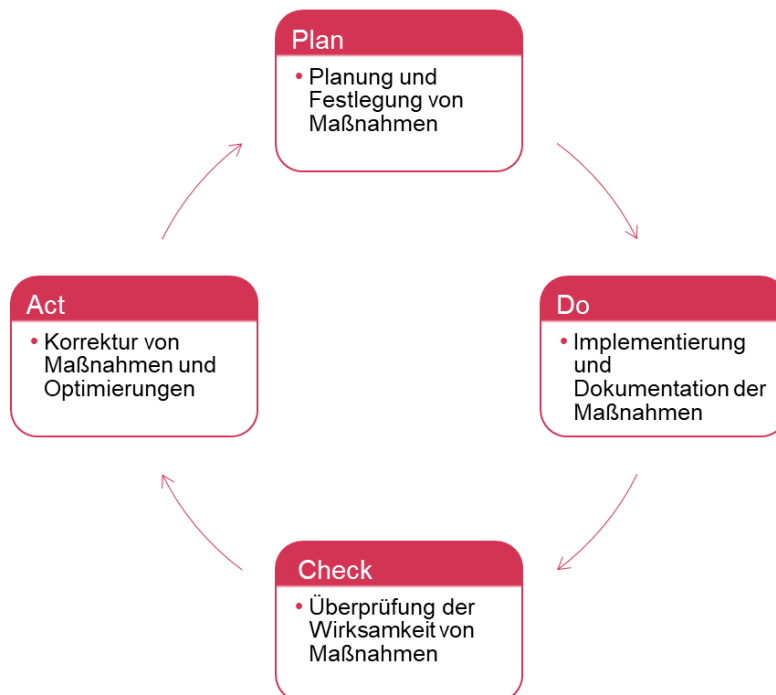 Plan
• Planung und
Festlegung von
Maßnahmen
Do
• Implementierung
und
Dokumentation der
Maßnahmen
Check
• Überprüfung der
Wirksamkeit von
Maßnahmen
Act
• Korrektur von
Maßnahmen und
Optimierungen